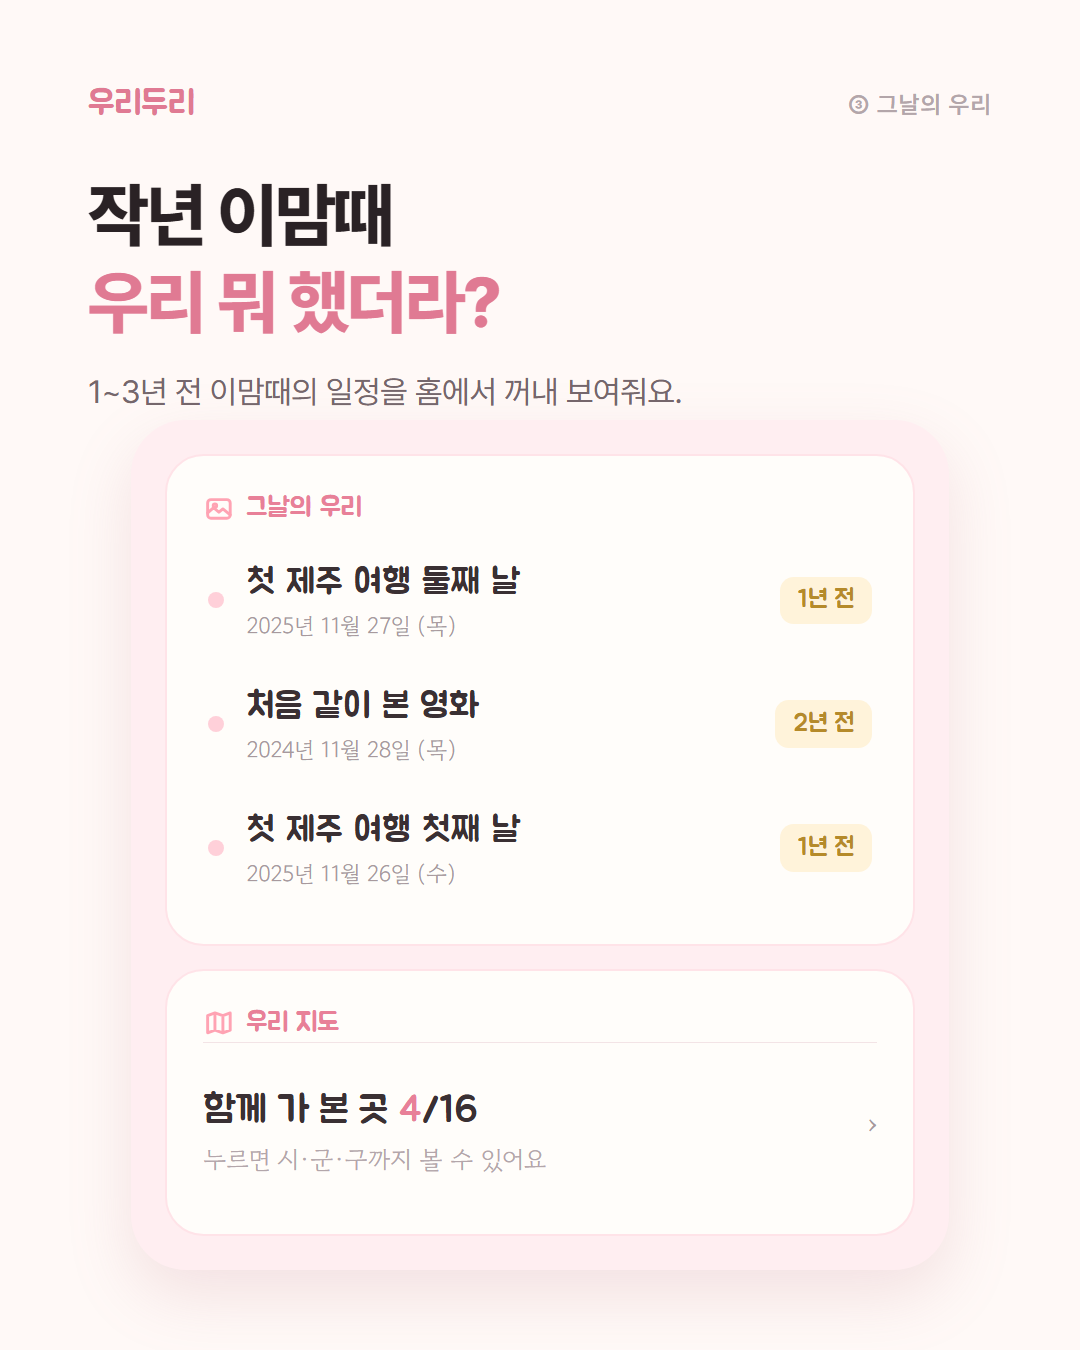 우리두리
③ 그날의 우리
작년 이맘때
우리 뭐 했더라?
1~3년 전 이맘때의 일정을 홈에서 꺼내 보여줘요.
그날의 우리
첫 제주 여행 둘째 날
1년 전
2025년 11월 27일 (목)
처음 같이 본 영화
2년 전
2024년 11월 28일 (목)
첫 제주 여행 첫째 날
1년 전
2025년 11월 26일 (수)
우리 지도
함께 가 본 곳 4/16
›
누르면 시·군·구까지 볼 수 있어요